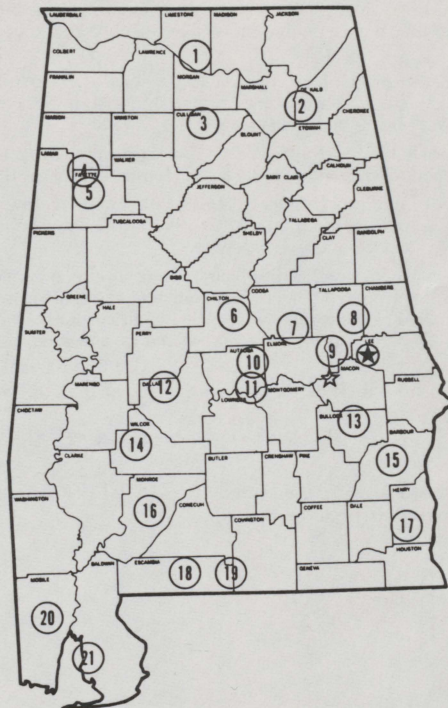 LAUDERDALE
LIMESTONE
MADISON
JACKSON
COLBERT
LAWRENCE
1
FRANKLIN
MORGAN
MARSHALL
DE KALB
2
CHEROKEE
MARION
WINSTON
CULLMAN
3
BLOUNT
ETOWAH
LAMAR
4
FAYETTE
5
WALKER
JEFFERSON
SAINT CLAIR
CALHOUN
CLEBURNE
PICKENS
TUSCALOOSA
SHELBY
TALLADEGA
CLAY
RANDOLPH
GREENE
HALE
BIBB
CHILTON
6
COOSA
TALLAPOOSA
CHAMBERS
SUMTER
PERRY
7
8
AUTAUGA
10
ELMORE
9
LEE
MACON
MARENGO
DALLAS
12
11
LOWNDES
MONTGOMERY
RUSSELL
CHOCTAW
WILCOX
14
BULLOCK
13
BARBOUR
CLARKE
BUTLER
CRENSHAW
PIKE
15
MONROE
16
CONECUH
HENRY
WASHINGTON
COVINGTON
COFFEE
DALE
17
HOUSTON
BALDWIN
ESCAMBIA
18
19
GENEVA
MOBILE
20
21